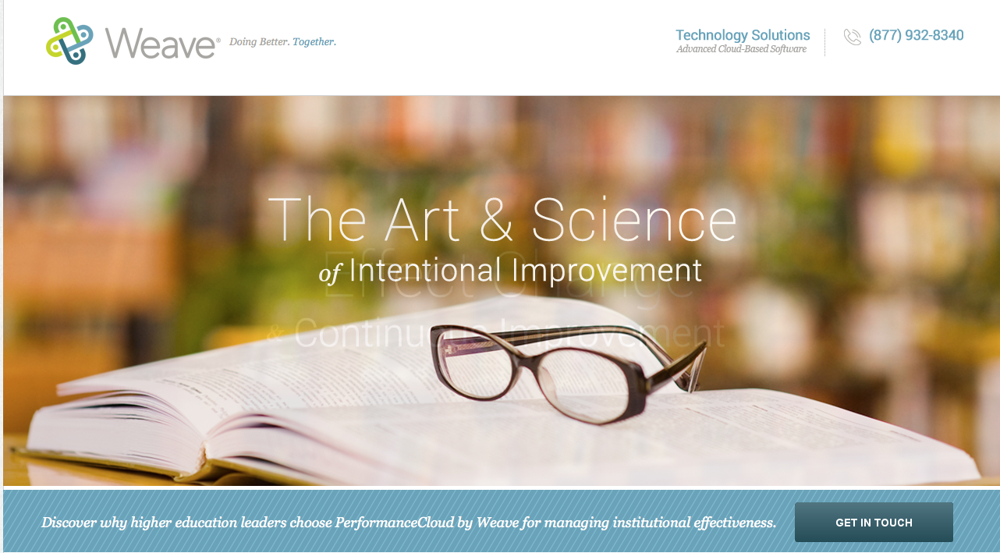 Weave®
Doing Better. Together.
Technology Solutions
Advanced Cloud-Based Software
(877) 932-8340
The Art & Science
of Intentional Improvement
Effect Change
& Continuous Improvement
Discover why higher education leaders choose PerformanceCloud by Weave for managing institutional effectiveness.
GET IN TOUCH